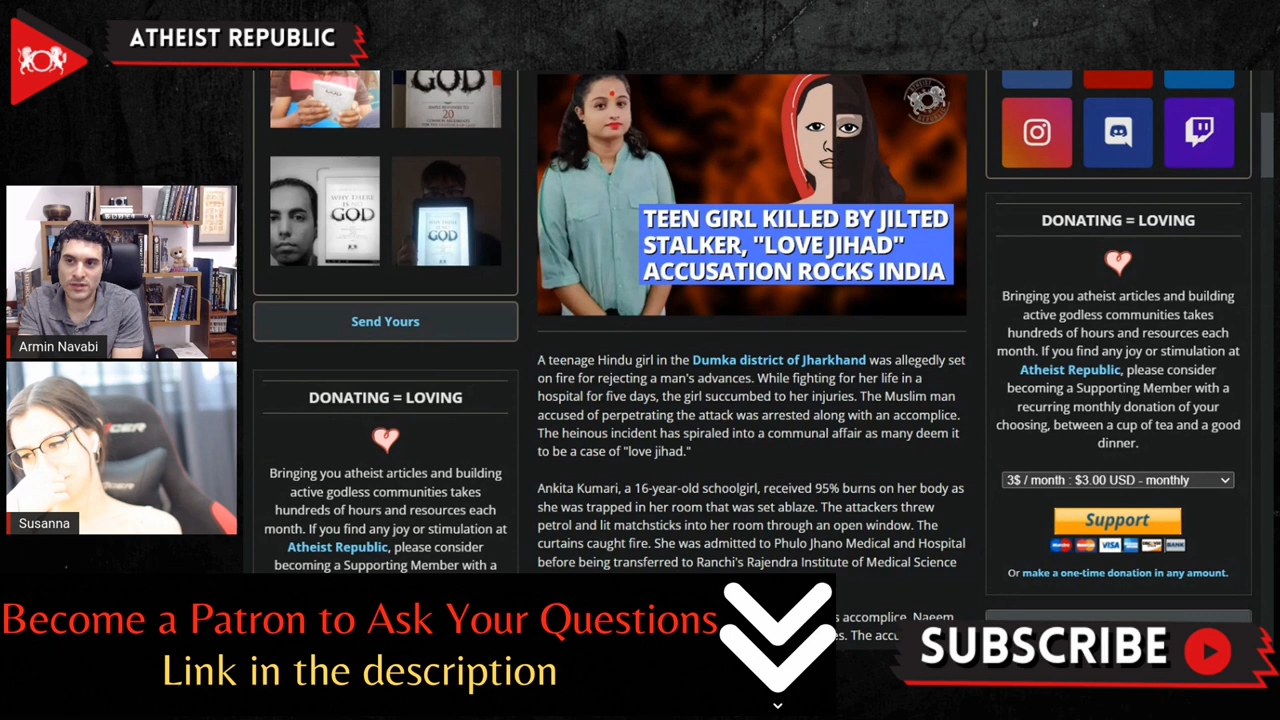 ATHEIST REPUBLIC
GOD
GOD
20
WHY THERE
IS NO
GOD
GOD
Send Yours
DONATING = LOVING
Bringing you atheist articles and building
active godless communities takes
hundreds of hours and resources each
month. If you find any joy or stimulation at
Atheist Republic, please consider
becoming a Supporting Member with a
Armin Navabi
Susanna
ATHEIST
REPUBLIC
TEEN GIRL KILLED BY JILTED
STALKER, "LOVE JIHAD"
ACCUSATION ROCKS INDIA
A teenage Hindu girl in the Dumka district of Jharkhand was allegedly set
on fire for rejecting a man's advances. While fighting for her life in a
hospital for five days, the girl succumbed to her injuries. The Muslim man
accused of perpetrating the attack was arrested along with an accomplice.
The heinous incident has spiraled into a communal affair as many deem it
to be a case of "love jihad."
Ankita Kumari, a 16-year-old schoolgirl, received 95% burns on her body as
she was trapped in her room that was set ablaze. The attackers threw
petrol and lit matchsticks into her room through an open window. The
curtains caught fire. She was admitted to Phulo Jhano Medical and Hospital
before being transferred to Ranchi's Rajendra Institute of Medical Science
accomplice, Naeem
The
DONATING = LOVING
Bringing you atheist articles and building
active godless communities takes
hundreds of hours and resources each
month. If you find any joy or stimulation at
Atheist Republic, please consider
becoming a Supporting Member with a
recurring monthly donation of your
choosing, between a cup of tea and a good
dinner.
3$ / month : $3.00 USD - monthly
Support
VISA
BANK
Or make a one-time donation in any amount.
Become a Patron to Ask Your Questions
Link in the description
SUBSCRIBE